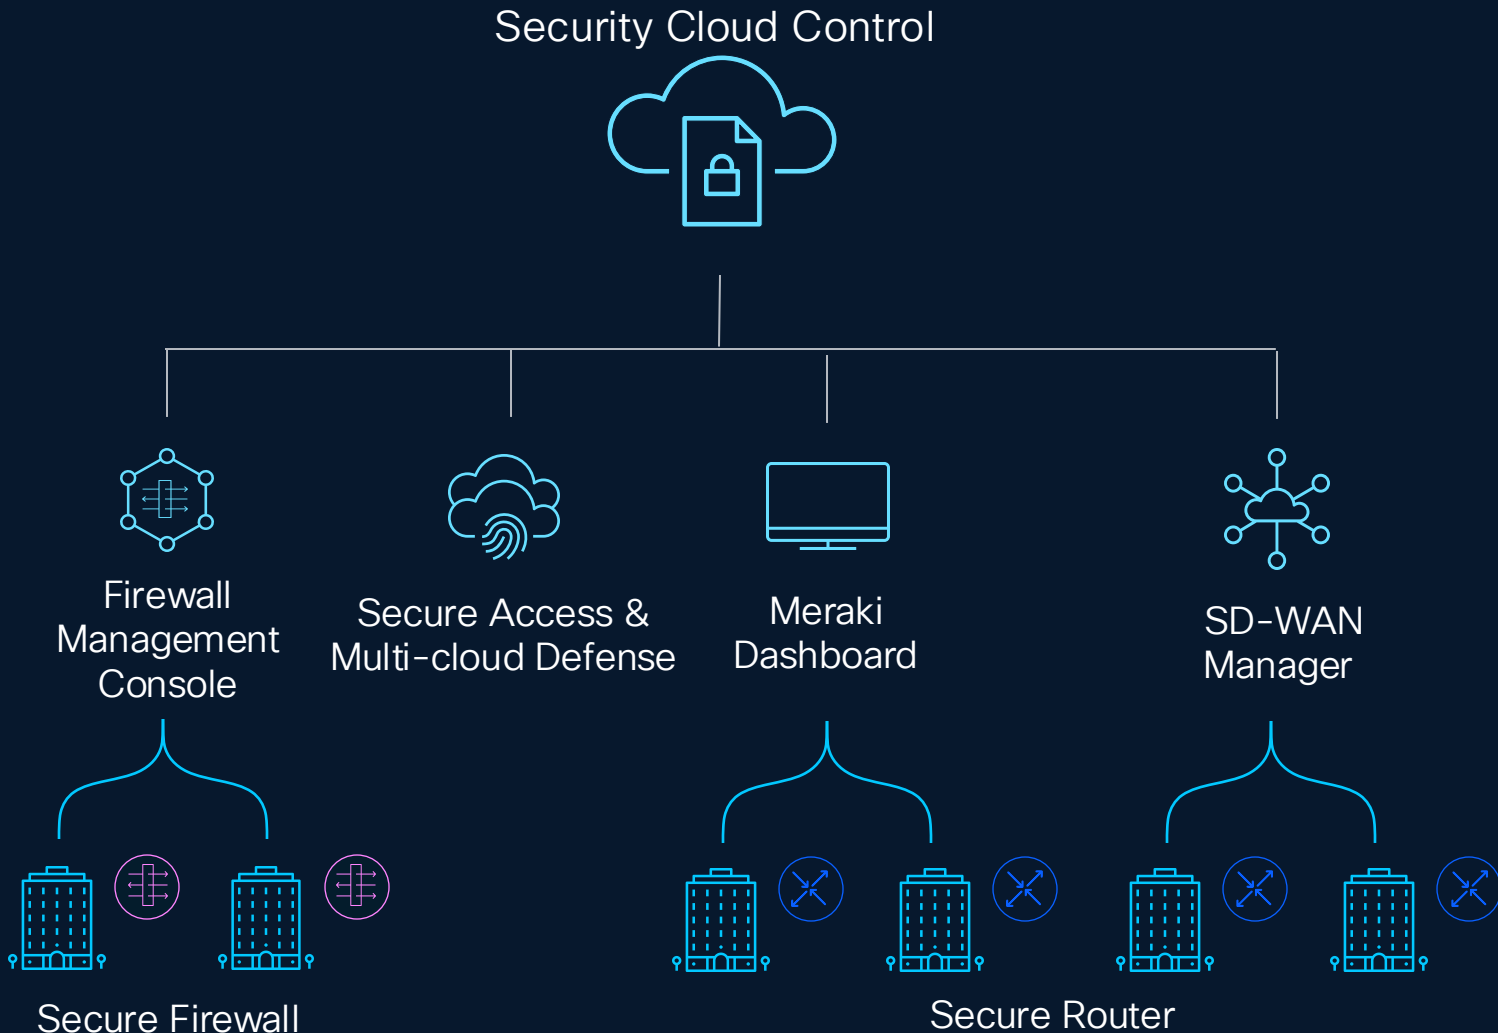 Security Cloud Control
Firewall
Management
Console
Secure Access &
Multi-cloud Defense
Meraki
Dashboard
SD-WAN
Manager
Secure Firewall
Secure Router